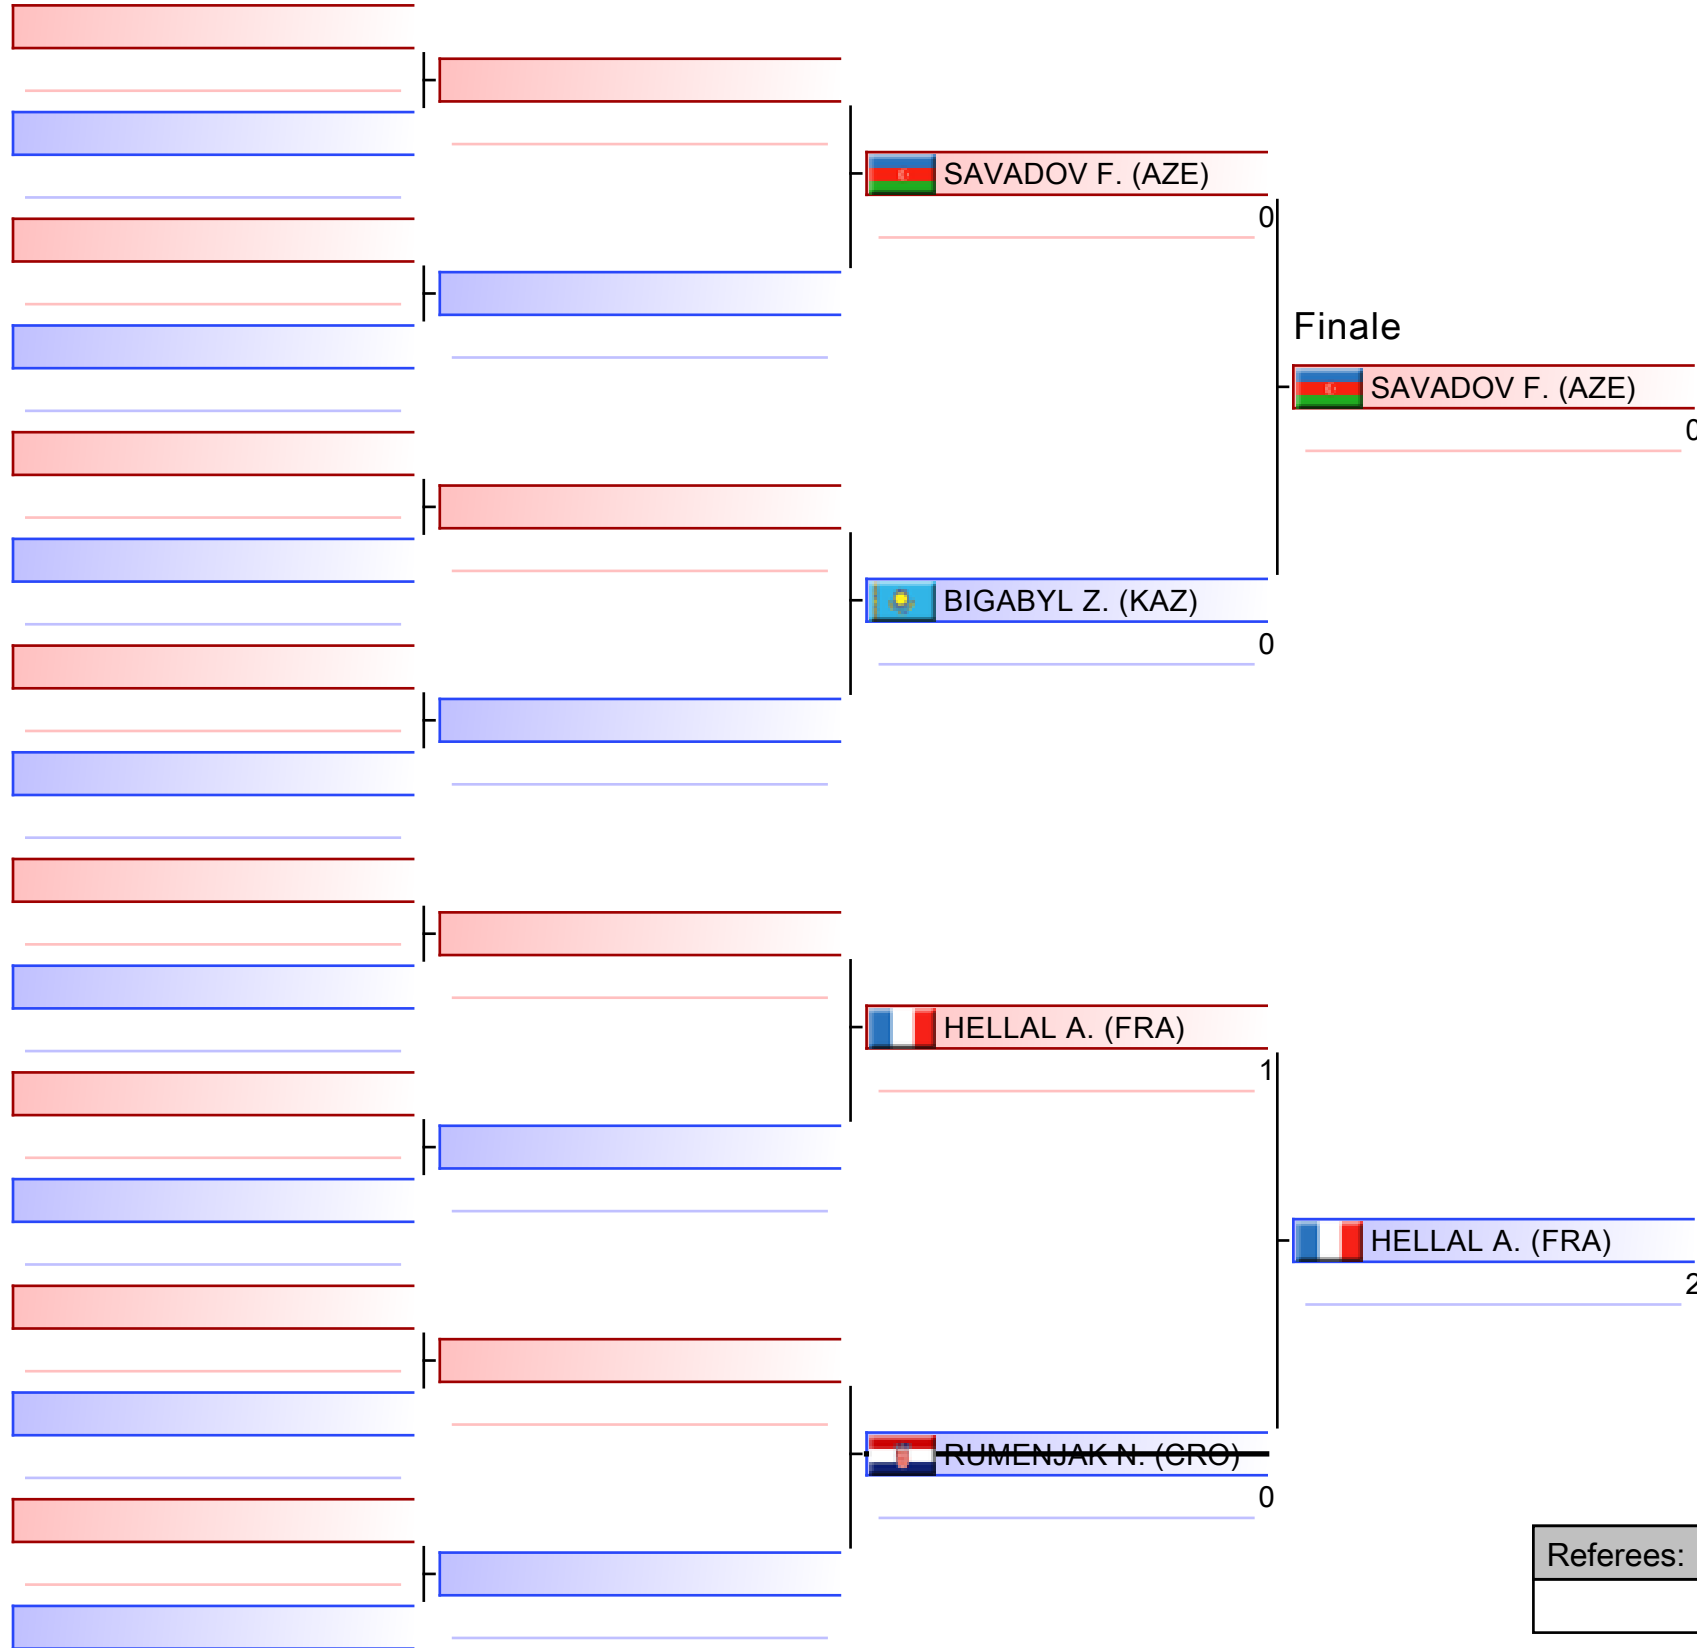 SAVADOV F. (AZE)
0
Finale
SAVADOV F. (AZE)
0
BIGABYL Z. (KAZ)
0
HELLAL A. (FRA)
1
HELLAL A. (FRA)
2
RUMENJAK N. (CRO)
0
Referees: